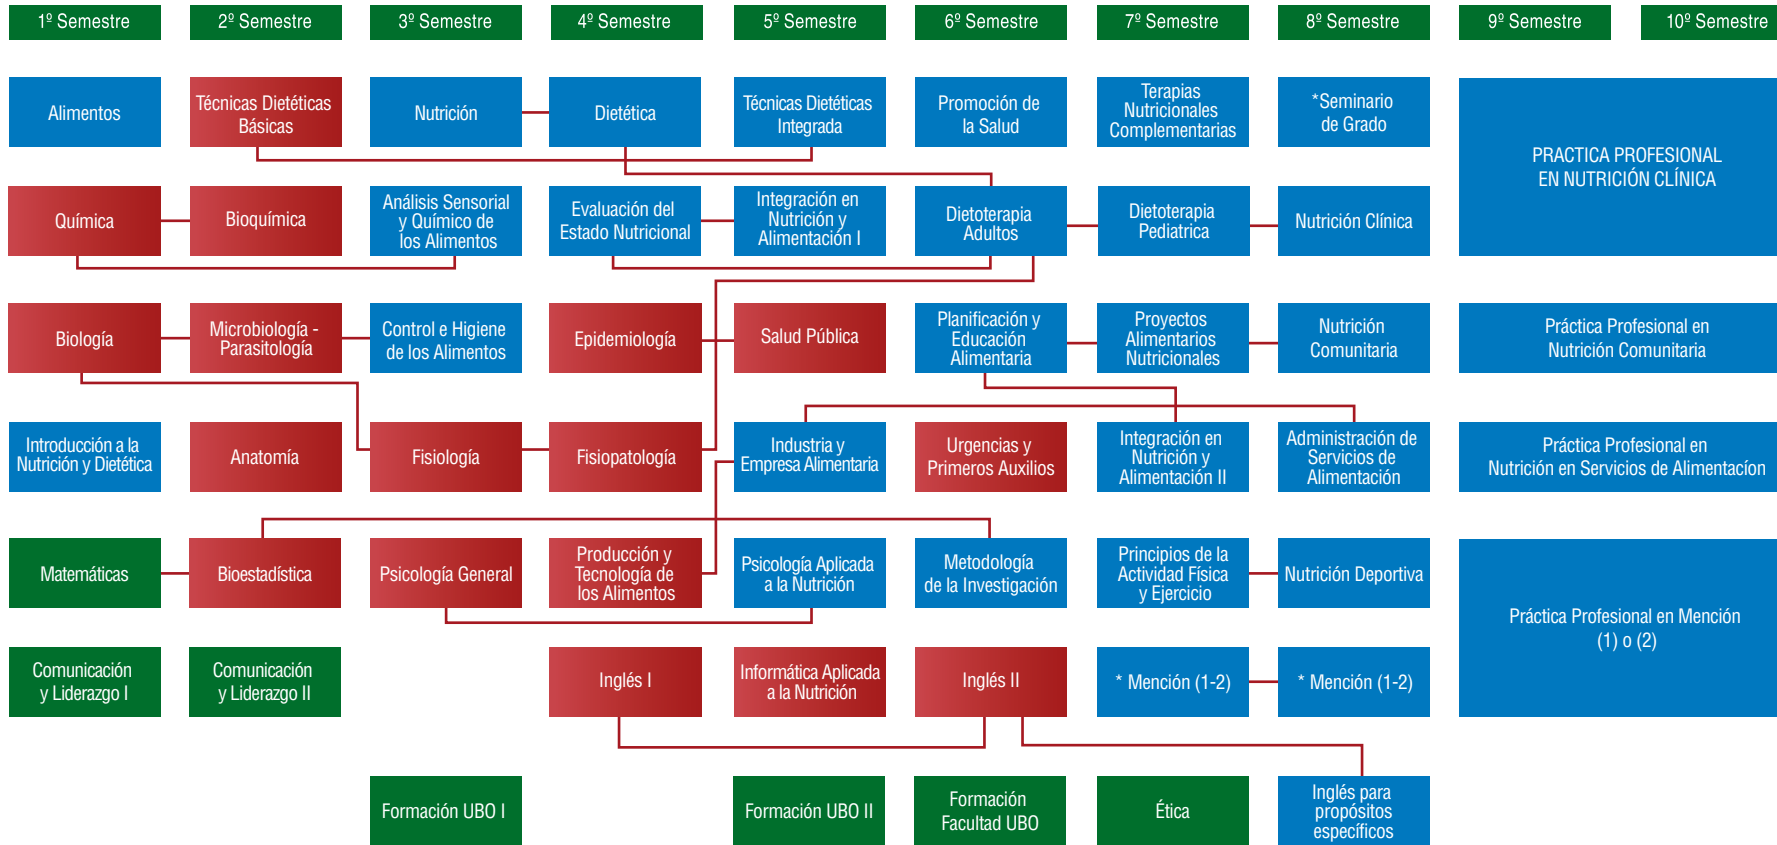 1º Semestre
2º Semestre
3º Semestre
4º Semestre
5º Semestre
6º Semestre
7º Semestre
8º Semestre
9º Semestre
10º Semestre
Alimentos
Técnicas Dietéticas
Básicas
Nutrición
Dietética
Técnicas Dietéticas
Integrada
Promoción de
la Salud
Terapias
Nutricionales
Complementarias
*Seminario
de Grado
PRACTICA PROFESIONAL
EN NUTRICIÓN CLÍNICA
Química
Bioquímica
Análisis Sensorial
y Químico de
los Alimentos
Evaluación del
Estado Nutricional
Integración en
Nutrición y
Alimentación I
Dietoterapia
Adultos
Dietoterapia
Pediatrica
Nutrición Clínica
Biología
Microbiología -
Parasitología
Control e Higiene
de los Alimentos
Epidemiología
Salud Pública
Planificación y
Educación
Alimentaria
Proyectos
Alimentarios
Nutricionales
Nutrición
Comunitaria
Práctica Profesional en
Nutrición Comunitaria
Introducción a la
Nutrición y Dietética
Anatomía
Fisiología
Fisiopatología
Industria y
Empresa Alimentaria
Urgencias y
Primeros Auxilios
Integración en
Nutrición y
Alimentación II
Administración de
Servicios de
Alimentación
Práctica Profesional en
Nutrición en Servicios de Alimentacíon
Matemáticas
Bioestadística
Psicología General
Producción y
Tecnología de
los Alimentos
Psicología Aplicada
a la Nutrición
Metodología
de la Investigación
Principios de la
Actividad Física
y Ejercicio
Nutrición Deportiva
Práctica Profesional en Mención
(1) o (2)
Comunicación
y Liderazgo I
Comunicación
y Liderazgo II
Inglés I
Informática Aplicada
a la Nutrición
Inglés II
* Mención (1-2)
* Mención (1-2)
Formación UBO I
Formación UBO II
Formación
Facultad UBO
Ética
Inglés para
propósitos
específicos